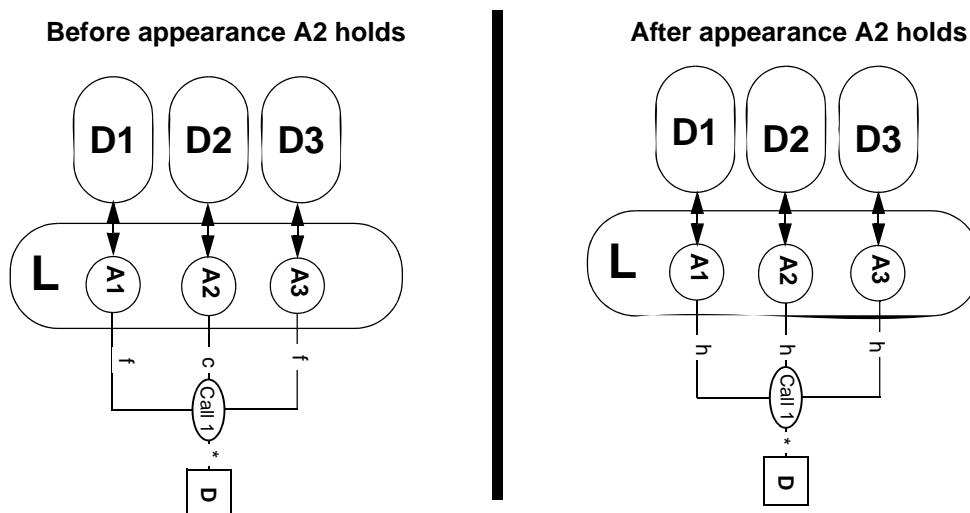 Before appearance A2 holds
D1 D2 D3
L A1 A2 A3
f c f
Call 1
*
D
After appearance A2 holds
D1 D2 D3
L A1 A2 A3
h h h
Call 1
*
D